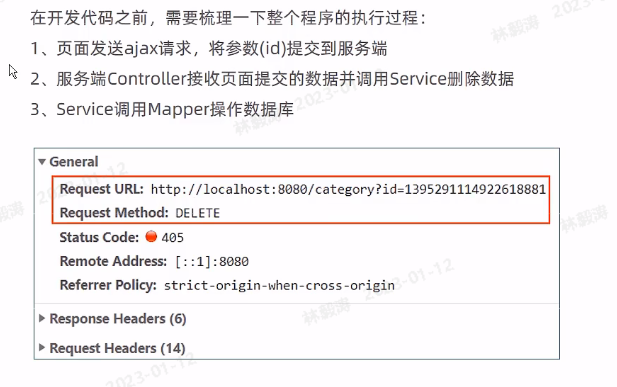 在开发代码之前，需要梳理一下整个程序的执行过程：
1、页面发送ajax请求，将参数(id)提交到服务端
2、服务端Controller接收页面提交的数据并调用Service删除数据
3、Service调用Mapper操作数据库
General
Request URL: http://localhost:8080/category?id=1395291114922618881
Request Method: DELETE
Status Code: 405
Remote Address: [::1]:8080
Referrer Policy: strict-origin-when-cross-origin
Response Headers (6)
Request Headers (14)
林毅涛 2023-01-12